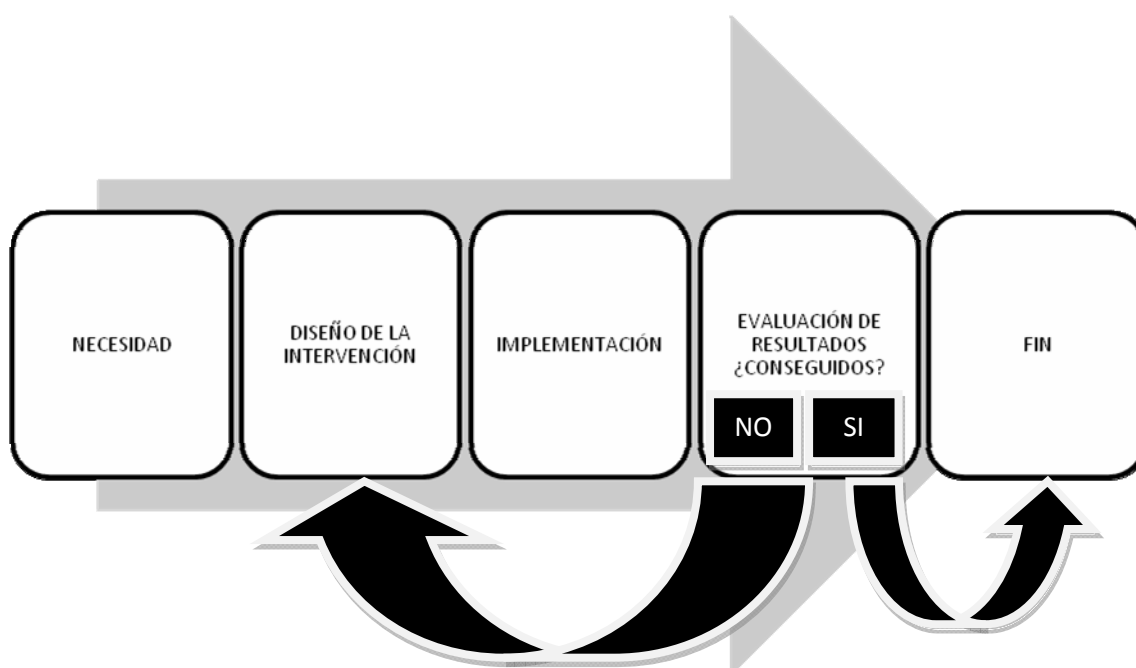 NECESIDAD
DISEÑO DE LA
INTERVENCIÓN
IMPLEMENTACIÓN
EVALUACIÓN DE
RESULTADOS
¿CONSEGUIDOS?
NO
SI
FIN